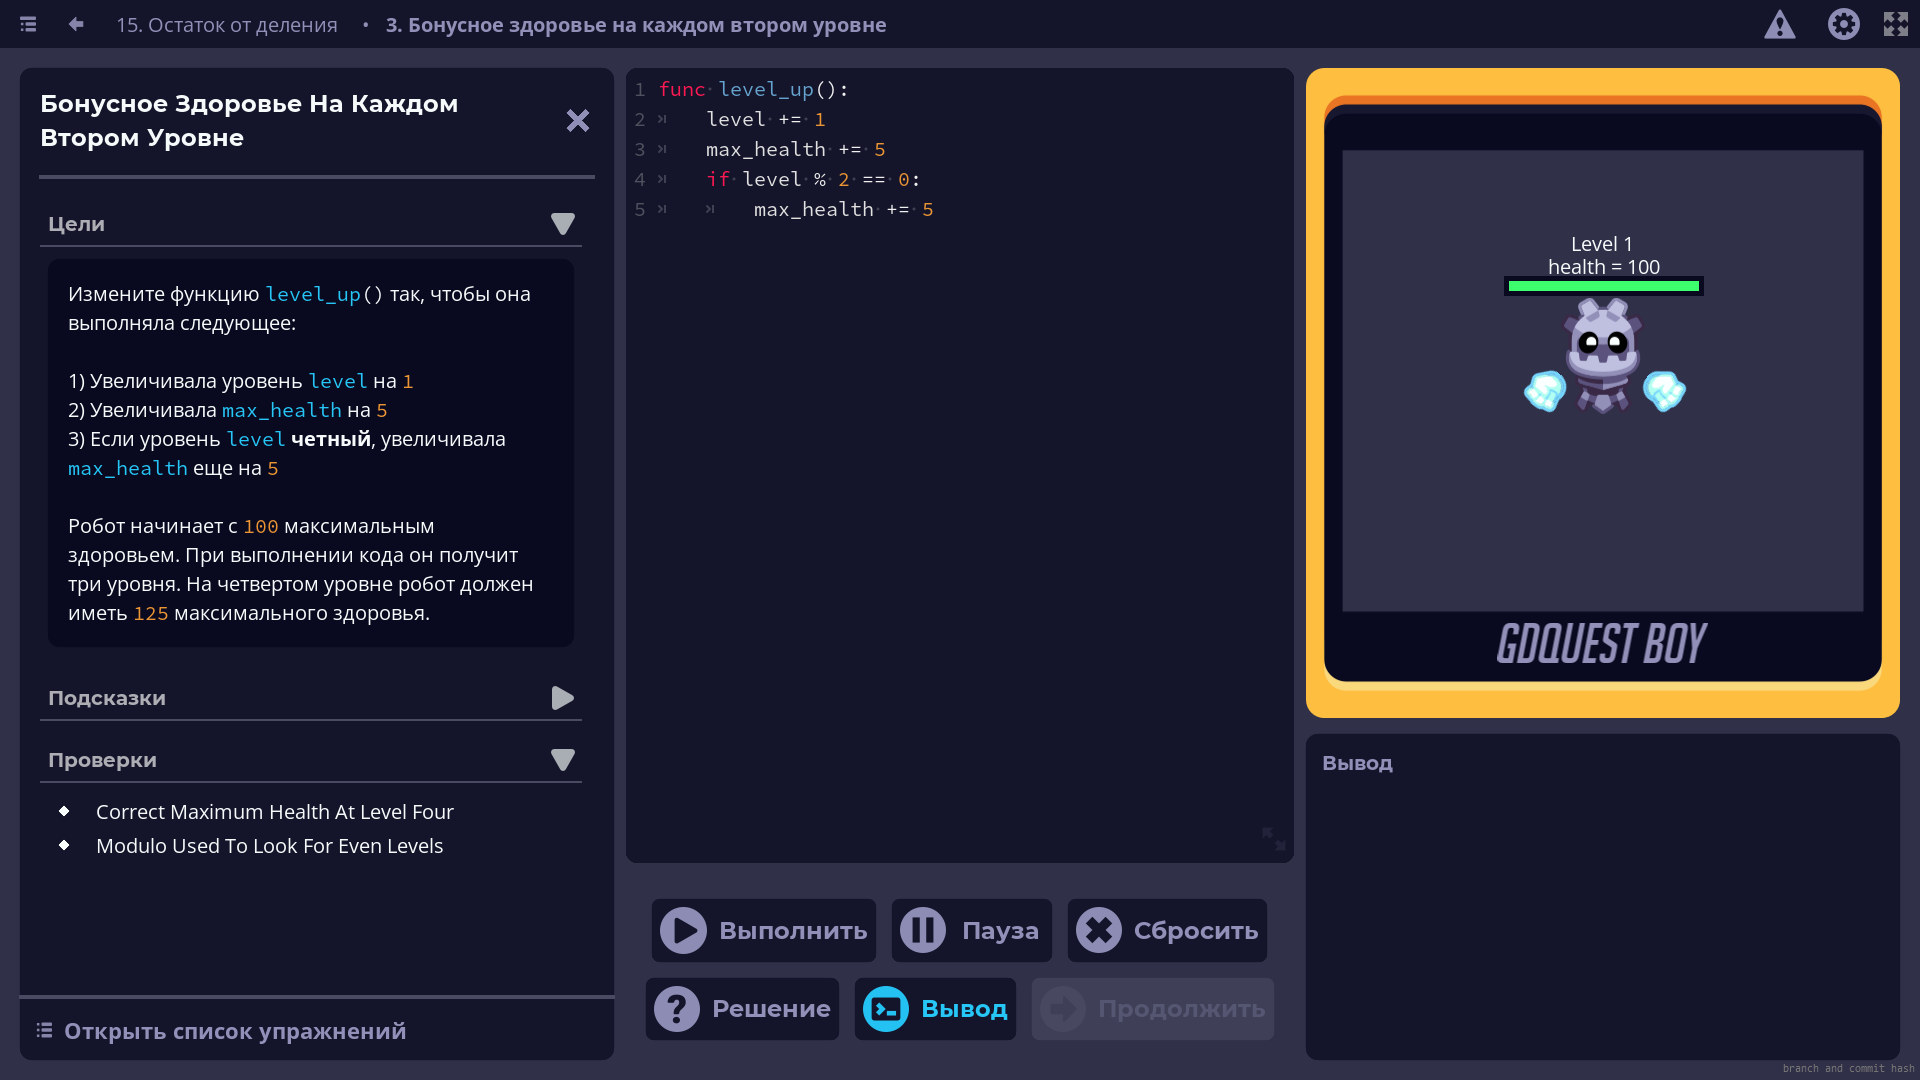 15. Остаток от деления • 3. Бонусное здоровье на каждом втором уровне
Бонусное Здоровье На Каждом
Втором Уровне
Цели
Измените функцию level_up() так, чтобы она
выполняла следующее:
1) Увеличивала уровень level на 1
2) Увеличивала max_health на 5
3) Если уровень level четный, увеличивала
max_health еще на 5
Робот начинает с 100 максимальным
здоровьем. При выполнении кода он получит
три уровня. На четвертом уровне робот должен
иметь 125 максимального здоровья.
Подсказки
Проверки
Correct Maximum Health At Level Four
Modulo Used To Look For Even Levels
Открыть список упражнений
1 func level_up():
2 level += 1
3 max_health += 5
4 if level % 2 == 0:
5 max_health += 5
Выполнить
Пауза
Сбросить
Решение
Вывод
Продолжить
Level 1
health = 100
GDQUEST BOY
Вывод
branch and commit hash